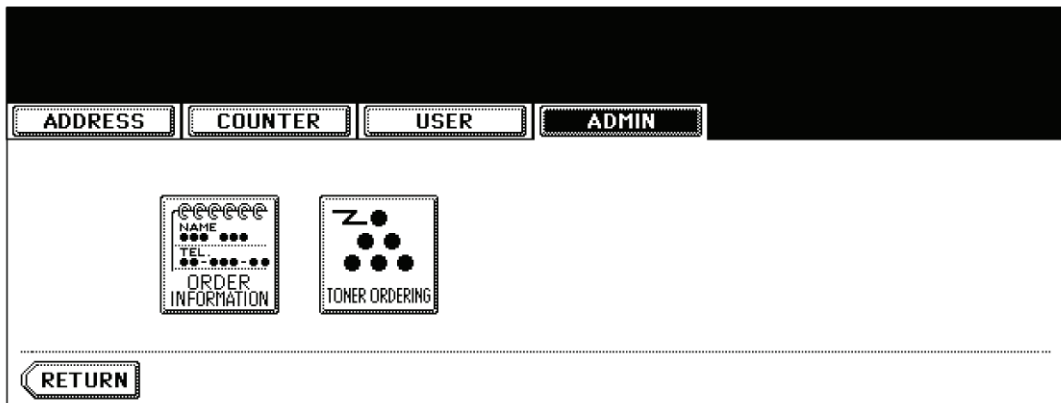 ADDRESS COUNTER USER ADMIN
NAME
TEL.
ORDER
INFORMATION
TONER ORDERING
RETURN